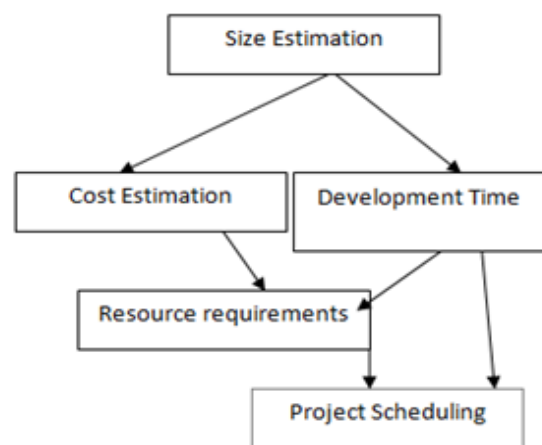 Size Estimation
Cost Estimation
Development Time
Resource requirements
Project Scheduling